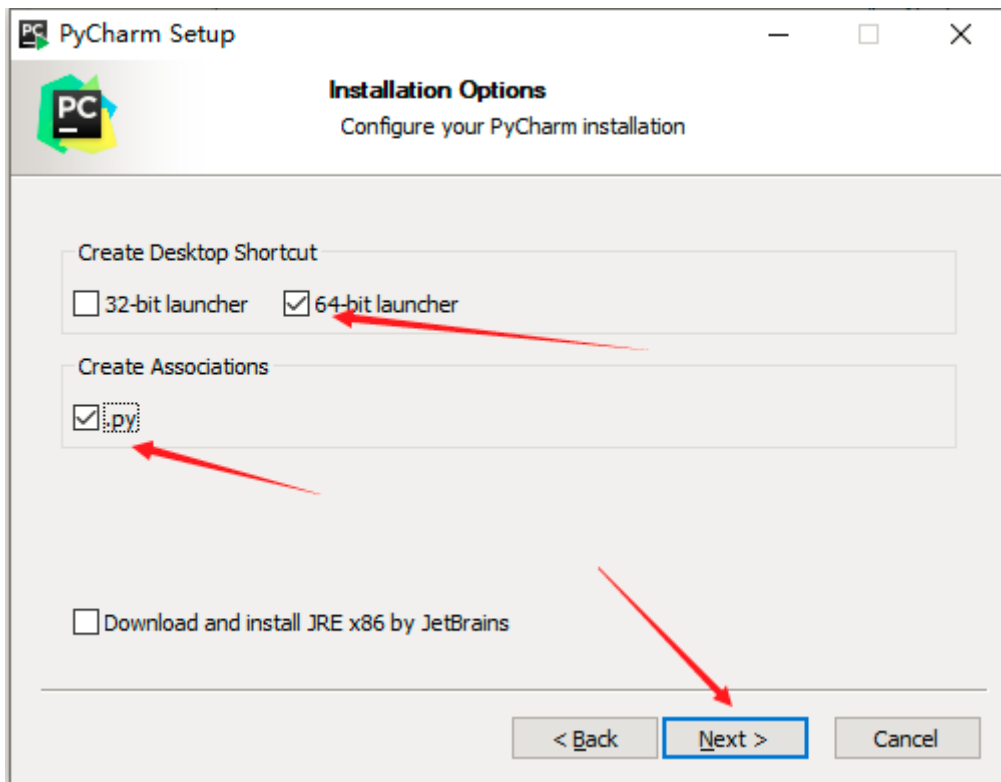 PyCharm Setup
PC
Installation Options
Configure your PyCharm installation
Create Desktop Shortcut
32-bit launcher 64-bit launcher
Create Associations
.py
Download and install JRE x86 by JetBrains
< Back Next > Cancel